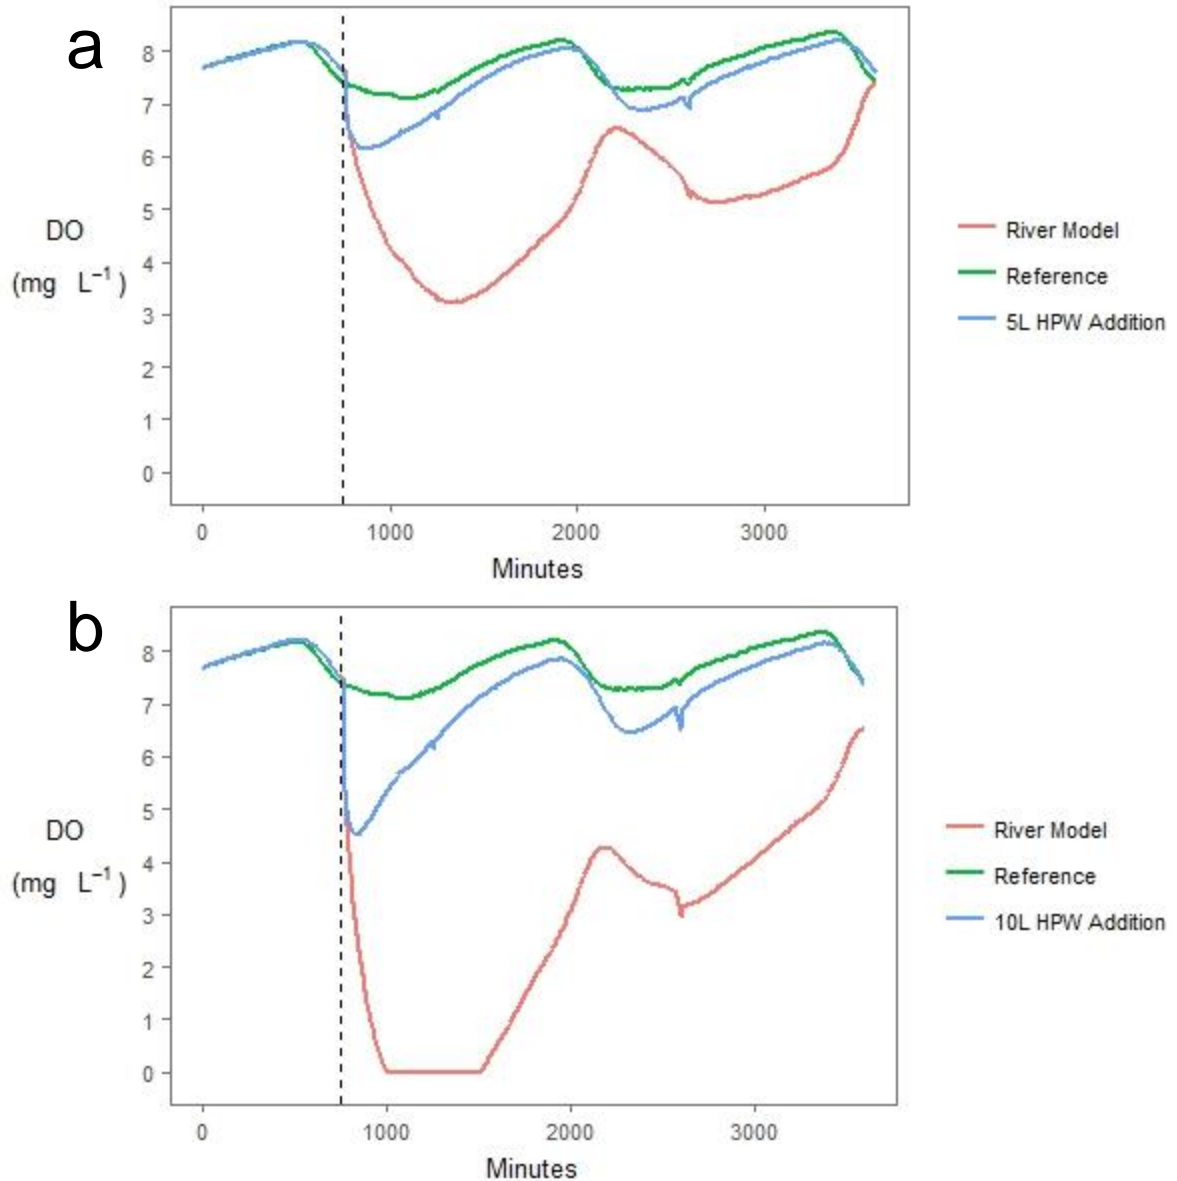 a
8
7
6
5
4
3
2
1
0
DO
(mg L⁻¹)
0 1000 2000 3000
Minutes
River Model
Reference
5L HPW Addition
b
8
7
6
5
4
3
2
1
0
DO
(mg L⁻¹)
0 1000 2000 3000
Minutes
River Model
Reference
10L HPW Addition